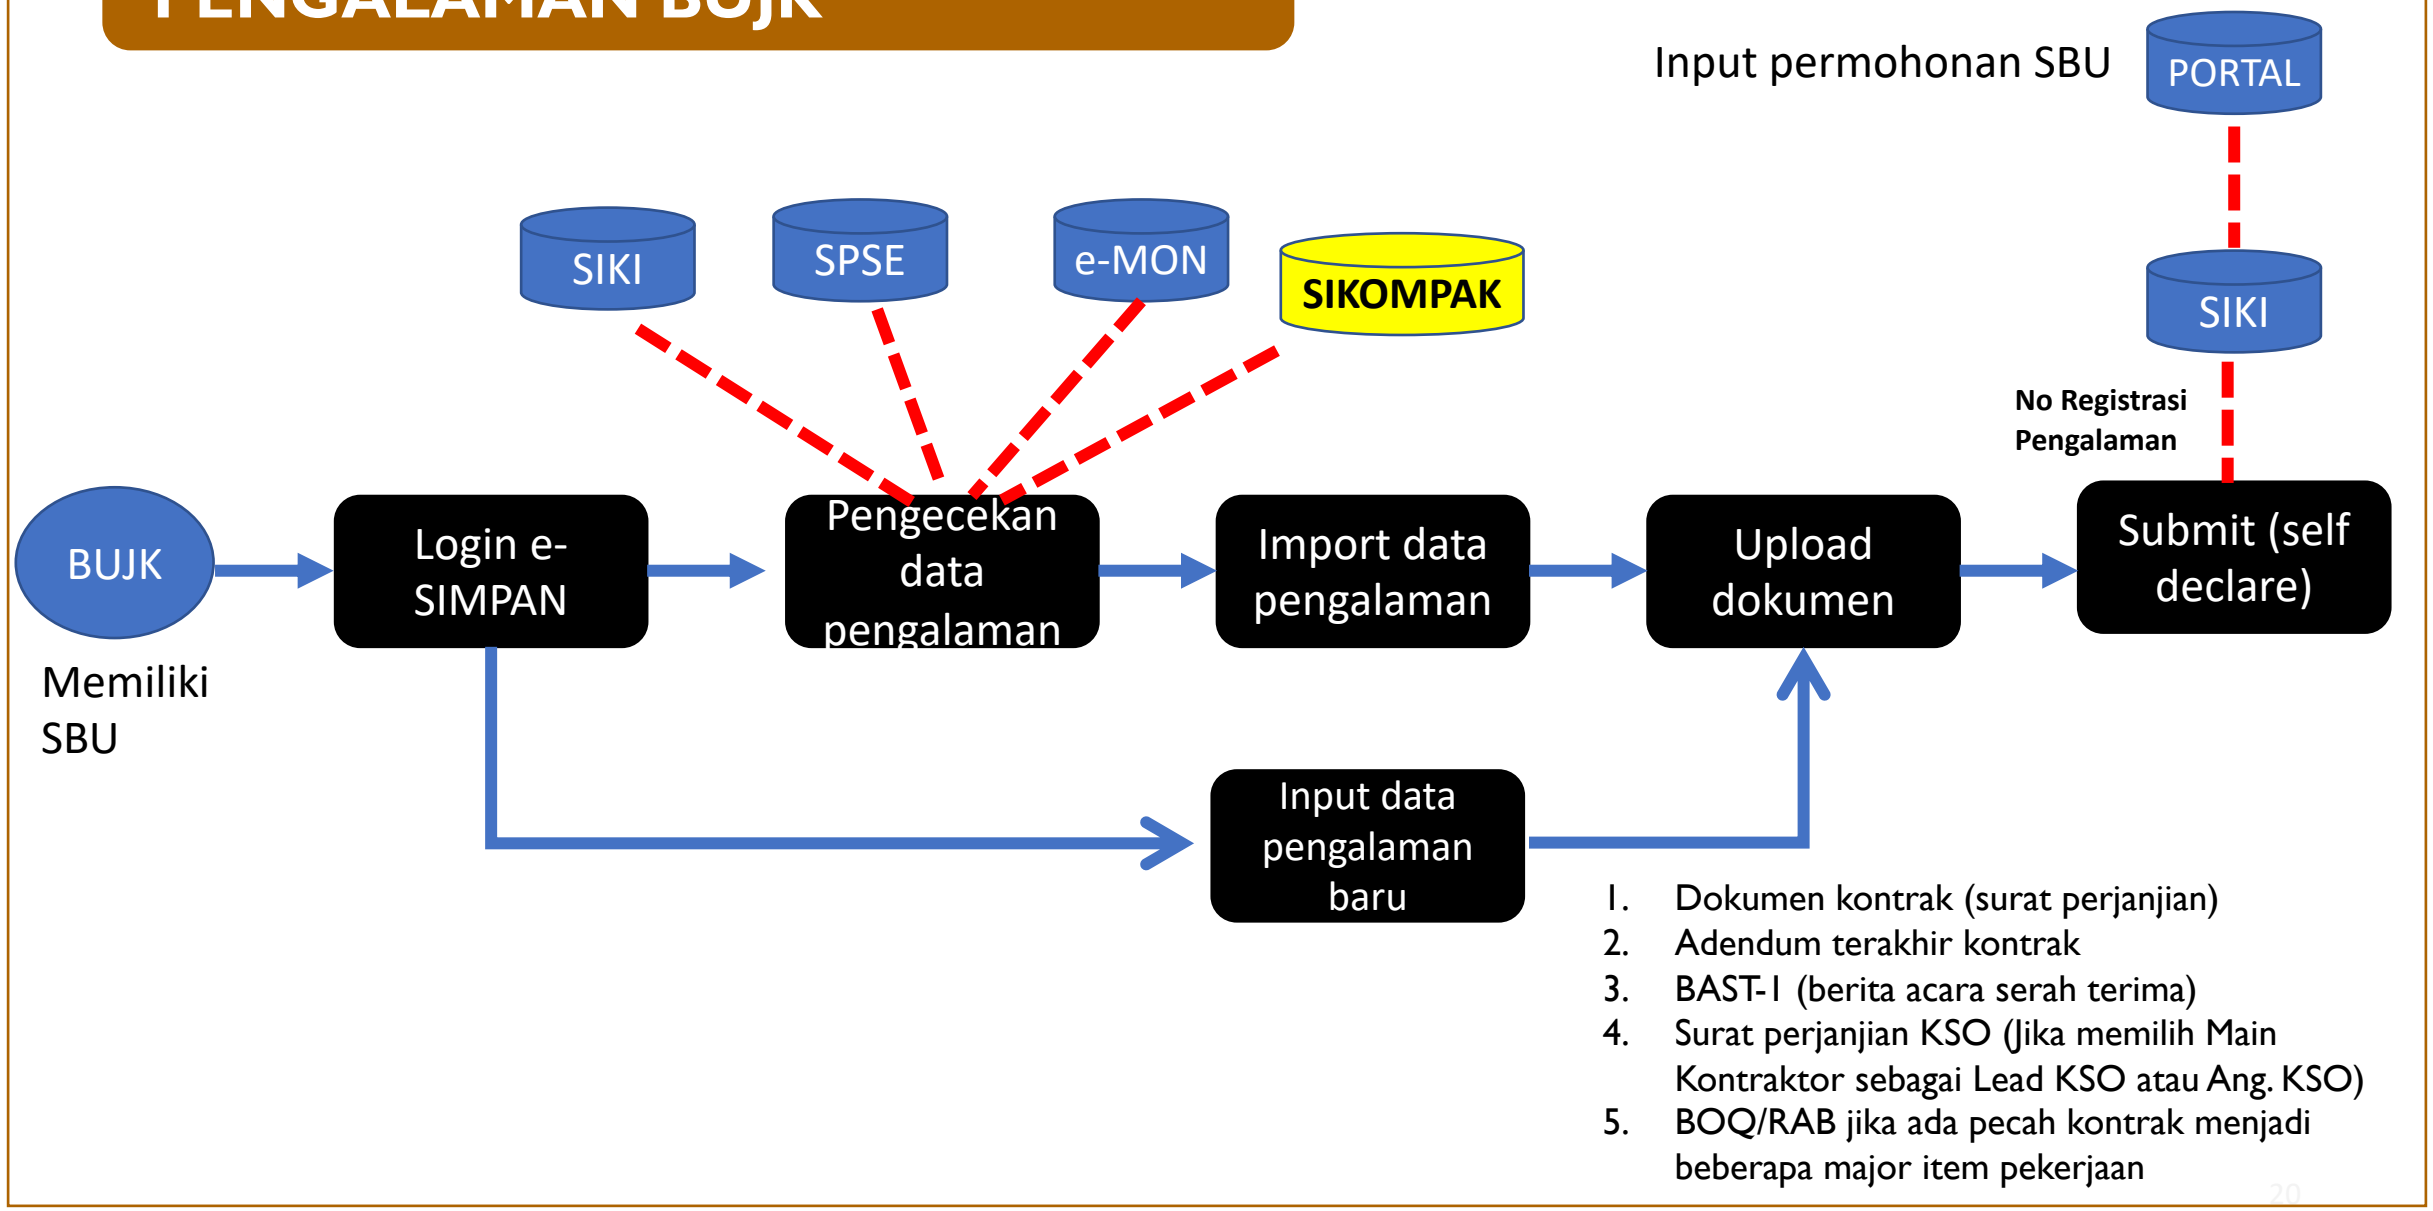 PENGALAMAN BUJK
Input permohonan SBU
PORTAL
SIKI
SPSE
e-MON
SIKOMPAK
SIKI
No Registrasi
Pengalaman
BUJK
Memiliki
SBU
Login e-
SIMPAN
Pengecekan
data
pengalaman
Import data
pengalaman
Upload
dokumen
Submit (self
declare)
Input data
pengalaman
baru
1. Dokumen kontrak (surat perjanjian)
2. Adendum terakhir kontrak
3. BAST-1 (berita acara serah terima)
4. Surat perjanjian KSO (Jika memilih Main
Kontraktor sebagai Lead KSO atau Ang. KSO)
5. BOQ/RAB jika ada pecah kontrak menjadi
beberapa major item pekerjaan
20